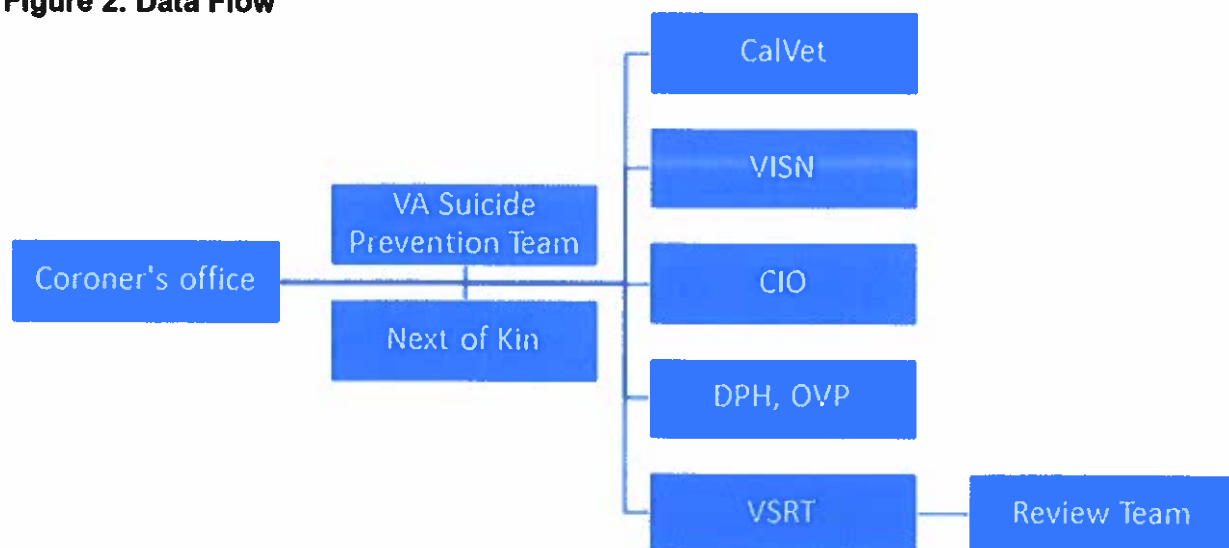 Figure 2. Data Flow
CalVet
VISN
VA Suicide
Prevention Team
Coroner's office
CIO
Next of Kin
DPH, OVP
VSRT
Review Team